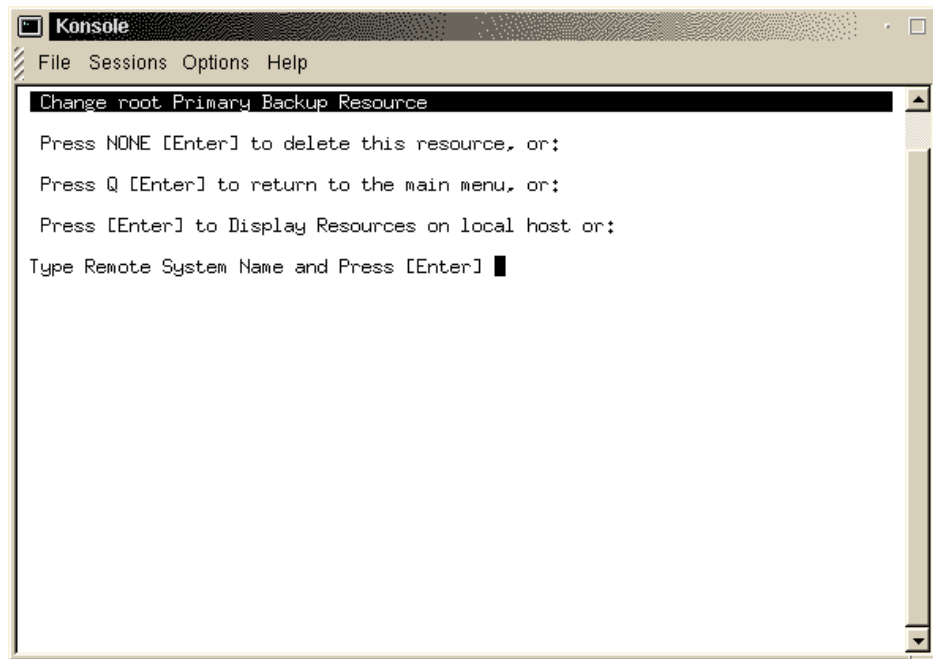 Konsole
File Sessions Options Help
Change root Primary Backup Resource
Press NONE [Enter] to delete this resource, or:
Press Q [Enter] to return to the main menu, or:
Press [Enter] to Display Resources on local host or:
Type Remote System Name and Press [Enter]